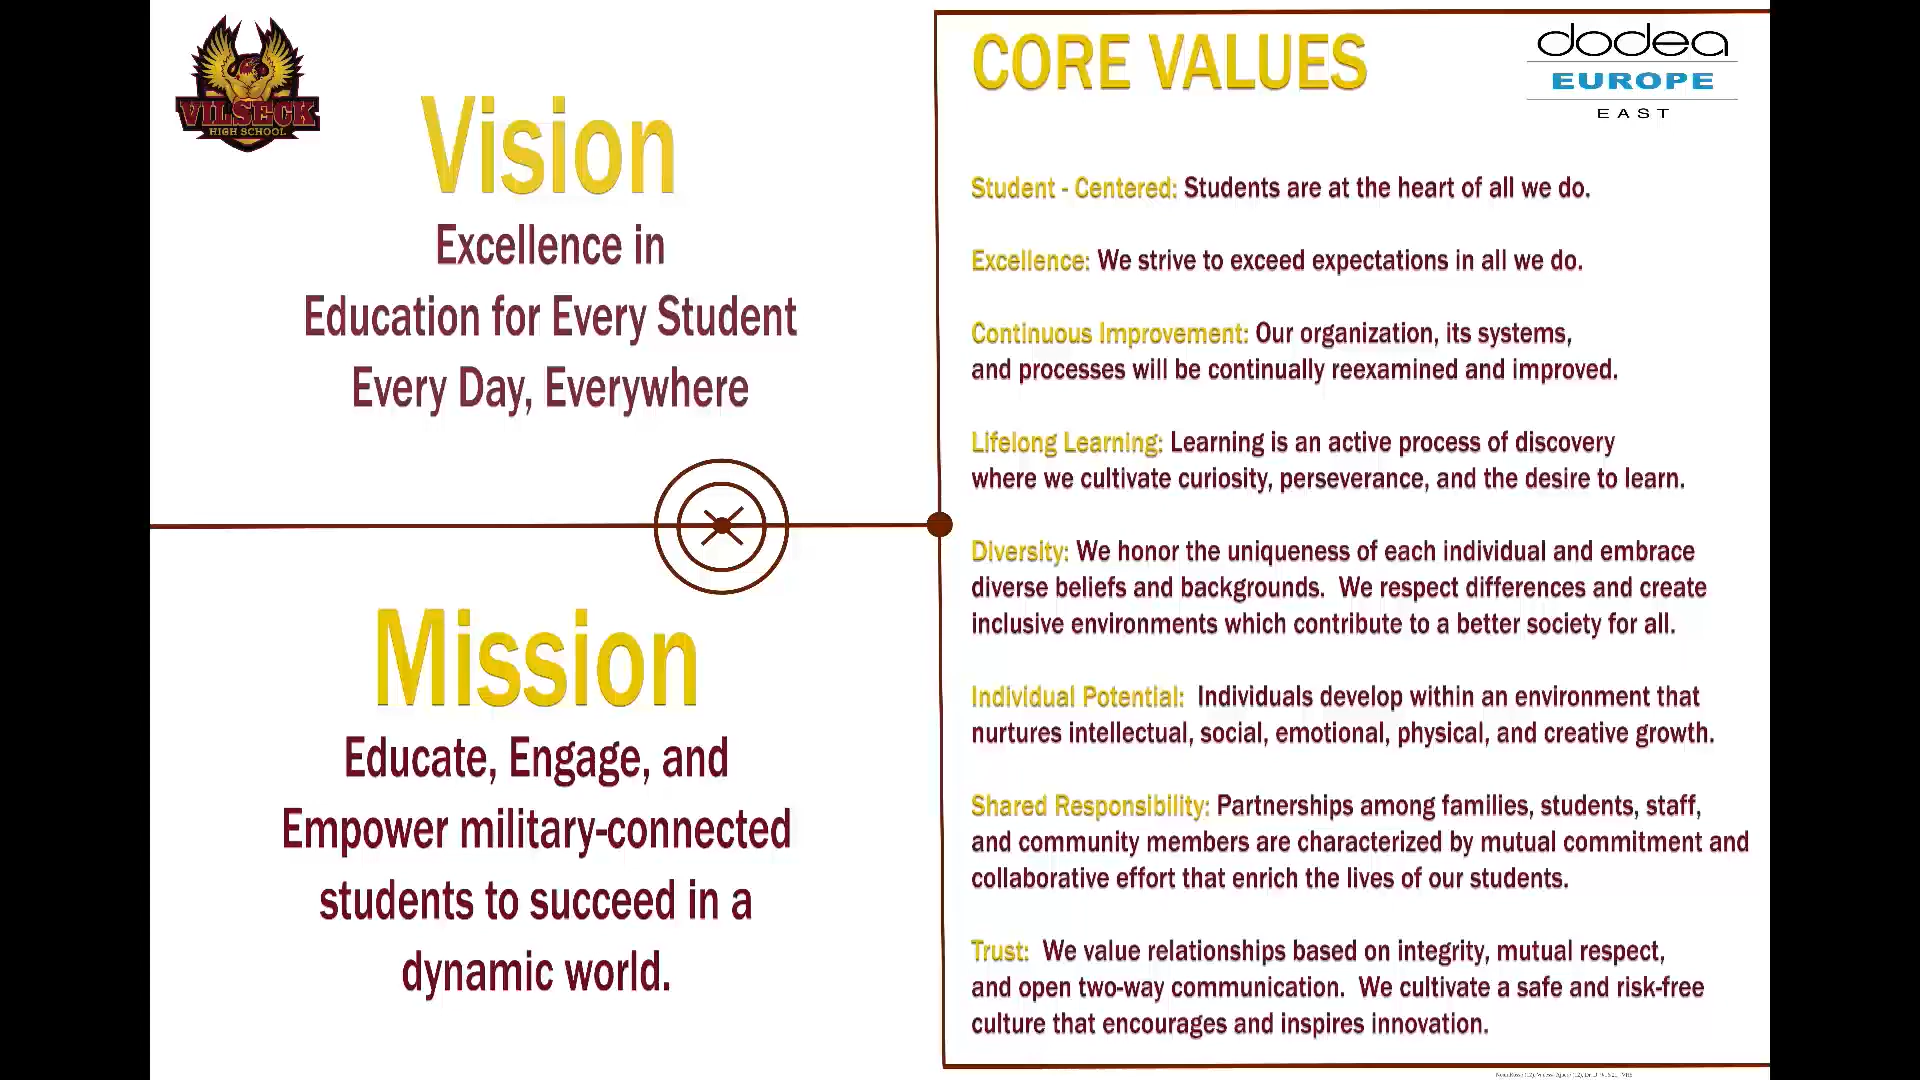 VILSECK
HIGH SCHOOL
Vision
Excellence in
Education for Every Student
Every Day, Everywhere
Mission
Educate, Engage, and
Empower military-connected
students to succeed in a
dynamic world.
CORE VALUES
dodea
EUROPE
EAST
Student - Centered: Students are at the heart of all we do.
Excellence: We strive to exceed expectations in all we do.
Continuous Improvement: Our organization, its systems,
and processes will be continually reexamined and improved.
Lifelong Learning: Learning is an active process of discovery
where we cultivate curiosity, perseverance, and the desire to learn.
Diversity: We honor the uniqueness of each individual and embrace
diverse beliefs and backgrounds.  We respect differences and create
inclusive environments which contribute to a better society for all.
Individual Potential:  Individuals develop within an environment that
nurtures intellectual, social, emotional, physical, and creative growth.
Shared Responsibility: Partnerships among families, students, staff,
and community members are characterized by mutual commitment and
collaborative effort that enrich the lives of our students.
Trust:  We value relationships based on integrity, mutual respect,
and open two-way communication.  We cultivate a safe and risk-free
culture that encourages and inspires innovation.